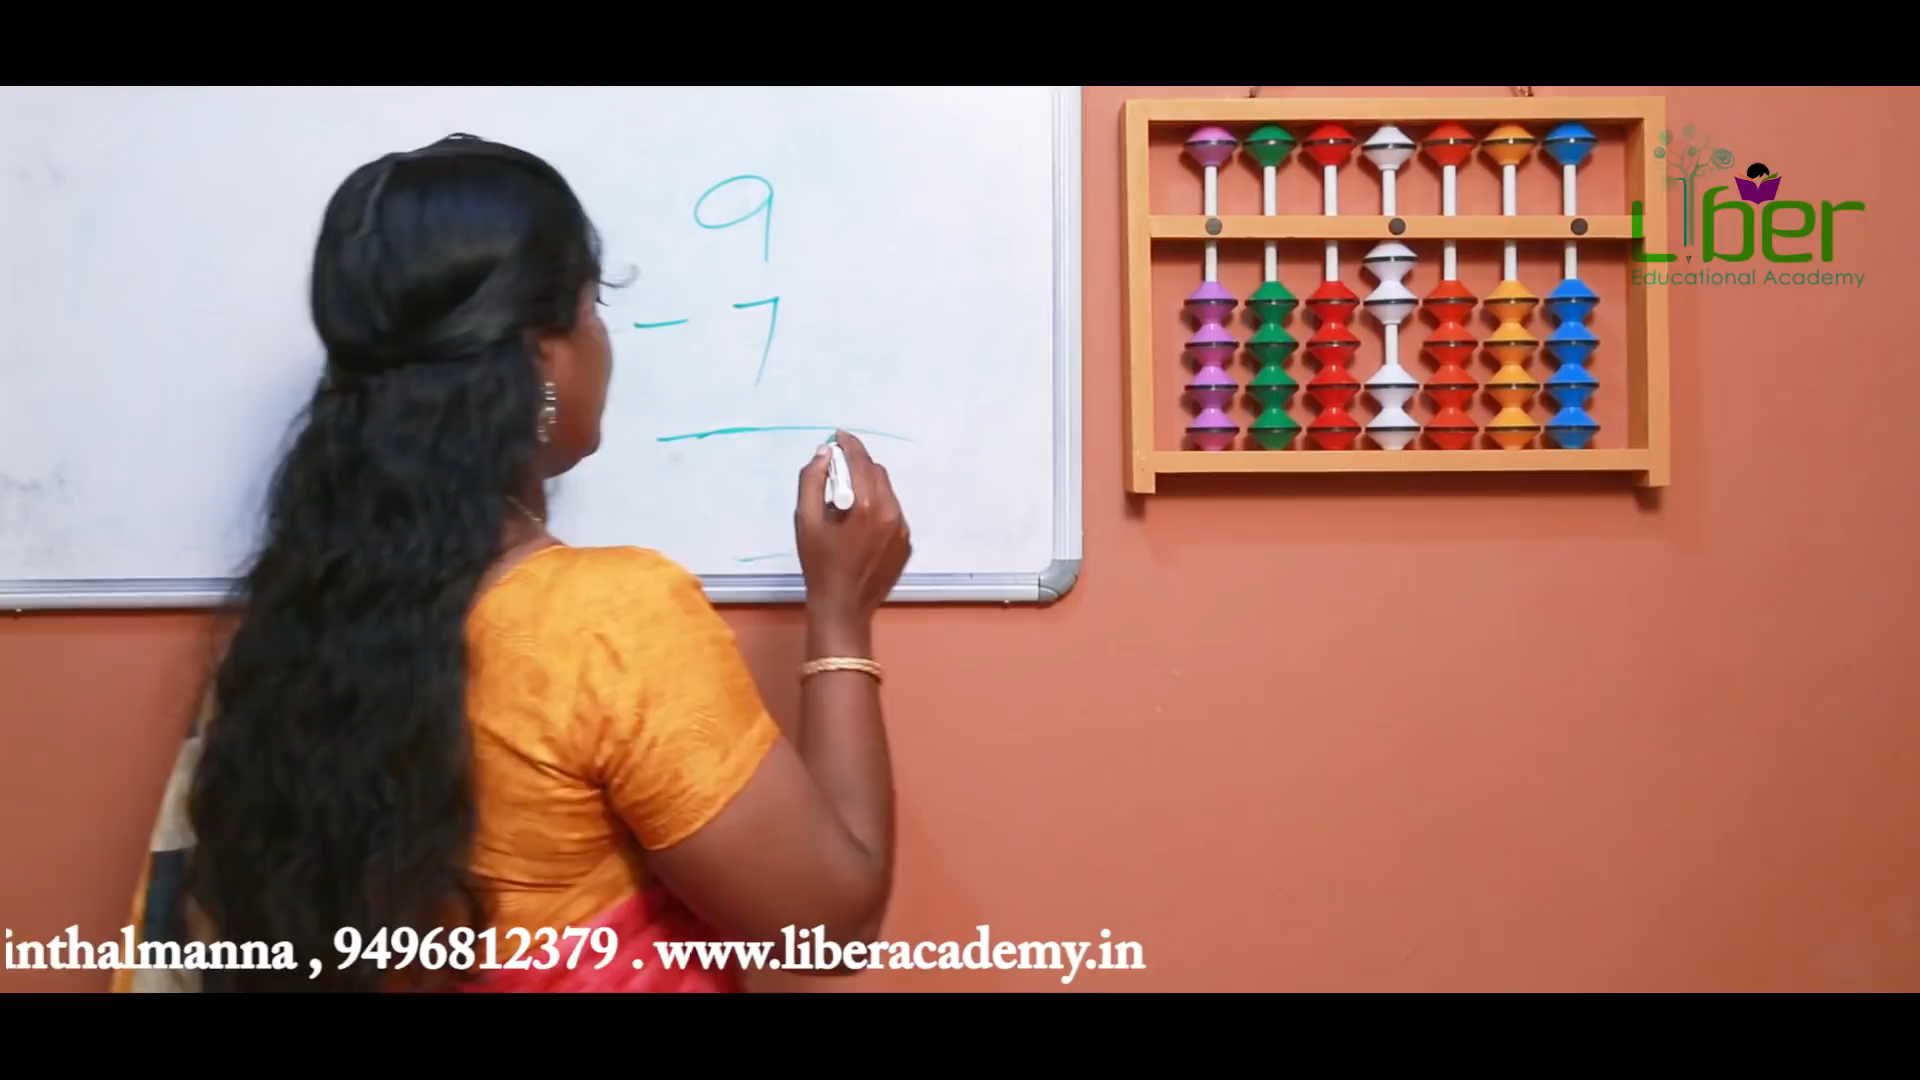 9
- 7
Liber
Educational Academy
inthalmanna , 9496812379 . www.liberacademy.in